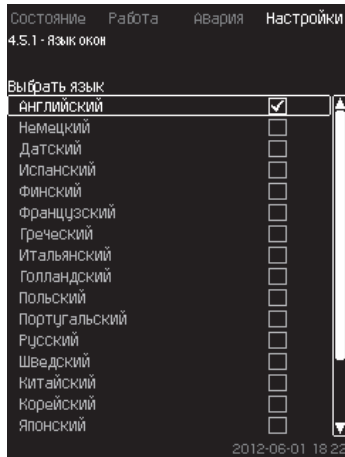 Состояние Работа Авария Настройки
4.5.1 - Язык окон
Выбрать язык
Английский
Немецкий
Датский
Испанский
Финский
Французский
Греческий
Итальянский
Голландский
Польский
Португальский
Русский
Шведский
Китайский
Корейский
Японский
2012-06-01 18:22